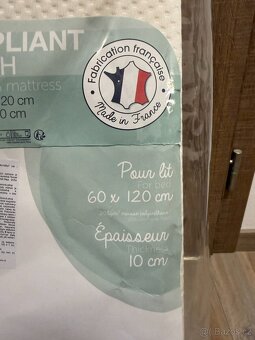 PLIANT
H
mattress
20 cm
0 cm
Fabrication française
Made in France
Pour lit
For bed
60 x 120 cm
Épaisseur
Thickness
10 cm